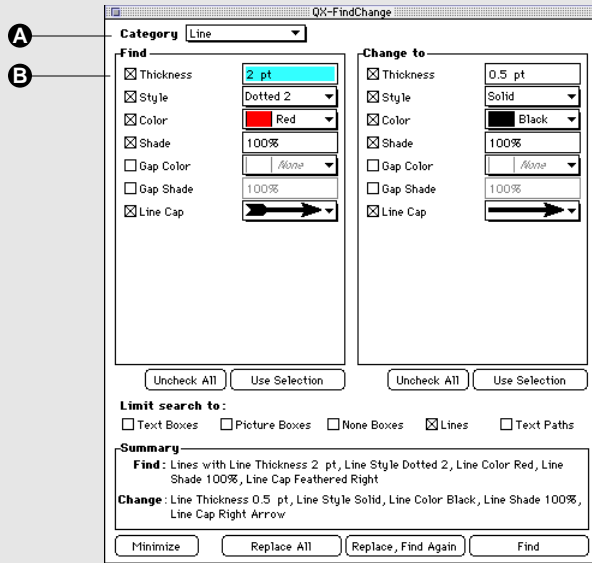 QX-FindChange
A
Category Line
B
Find
Thickness 2 pt
Style Dotted 2
Color Red
Shade 100%
Gap Color None
Gap Shade 100%
Line Cap
Uncheck All Use Selection
Change to
Thickness 0.5 pt
Style Solid
Color Black
Shade 100%
Gap Color None
Gap Shade 100%
Line Cap
Uncheck All Use Selection
Limit search to:
Text Boxes Picture Boxes None Boxes Lines Text Paths
Summary
Find: Lines with Line Thickness 2 pt, Line Style Dotted 2, Line Color Red, Line
Shade 100%, Line Cap Feathered Right
Change: Line Thickness 0.5 pt, Line Style Solid, Line Color Black, Line Shade 100%,
Line Cap Right Arrow
Minimize Replace All Replace, Find Again Find